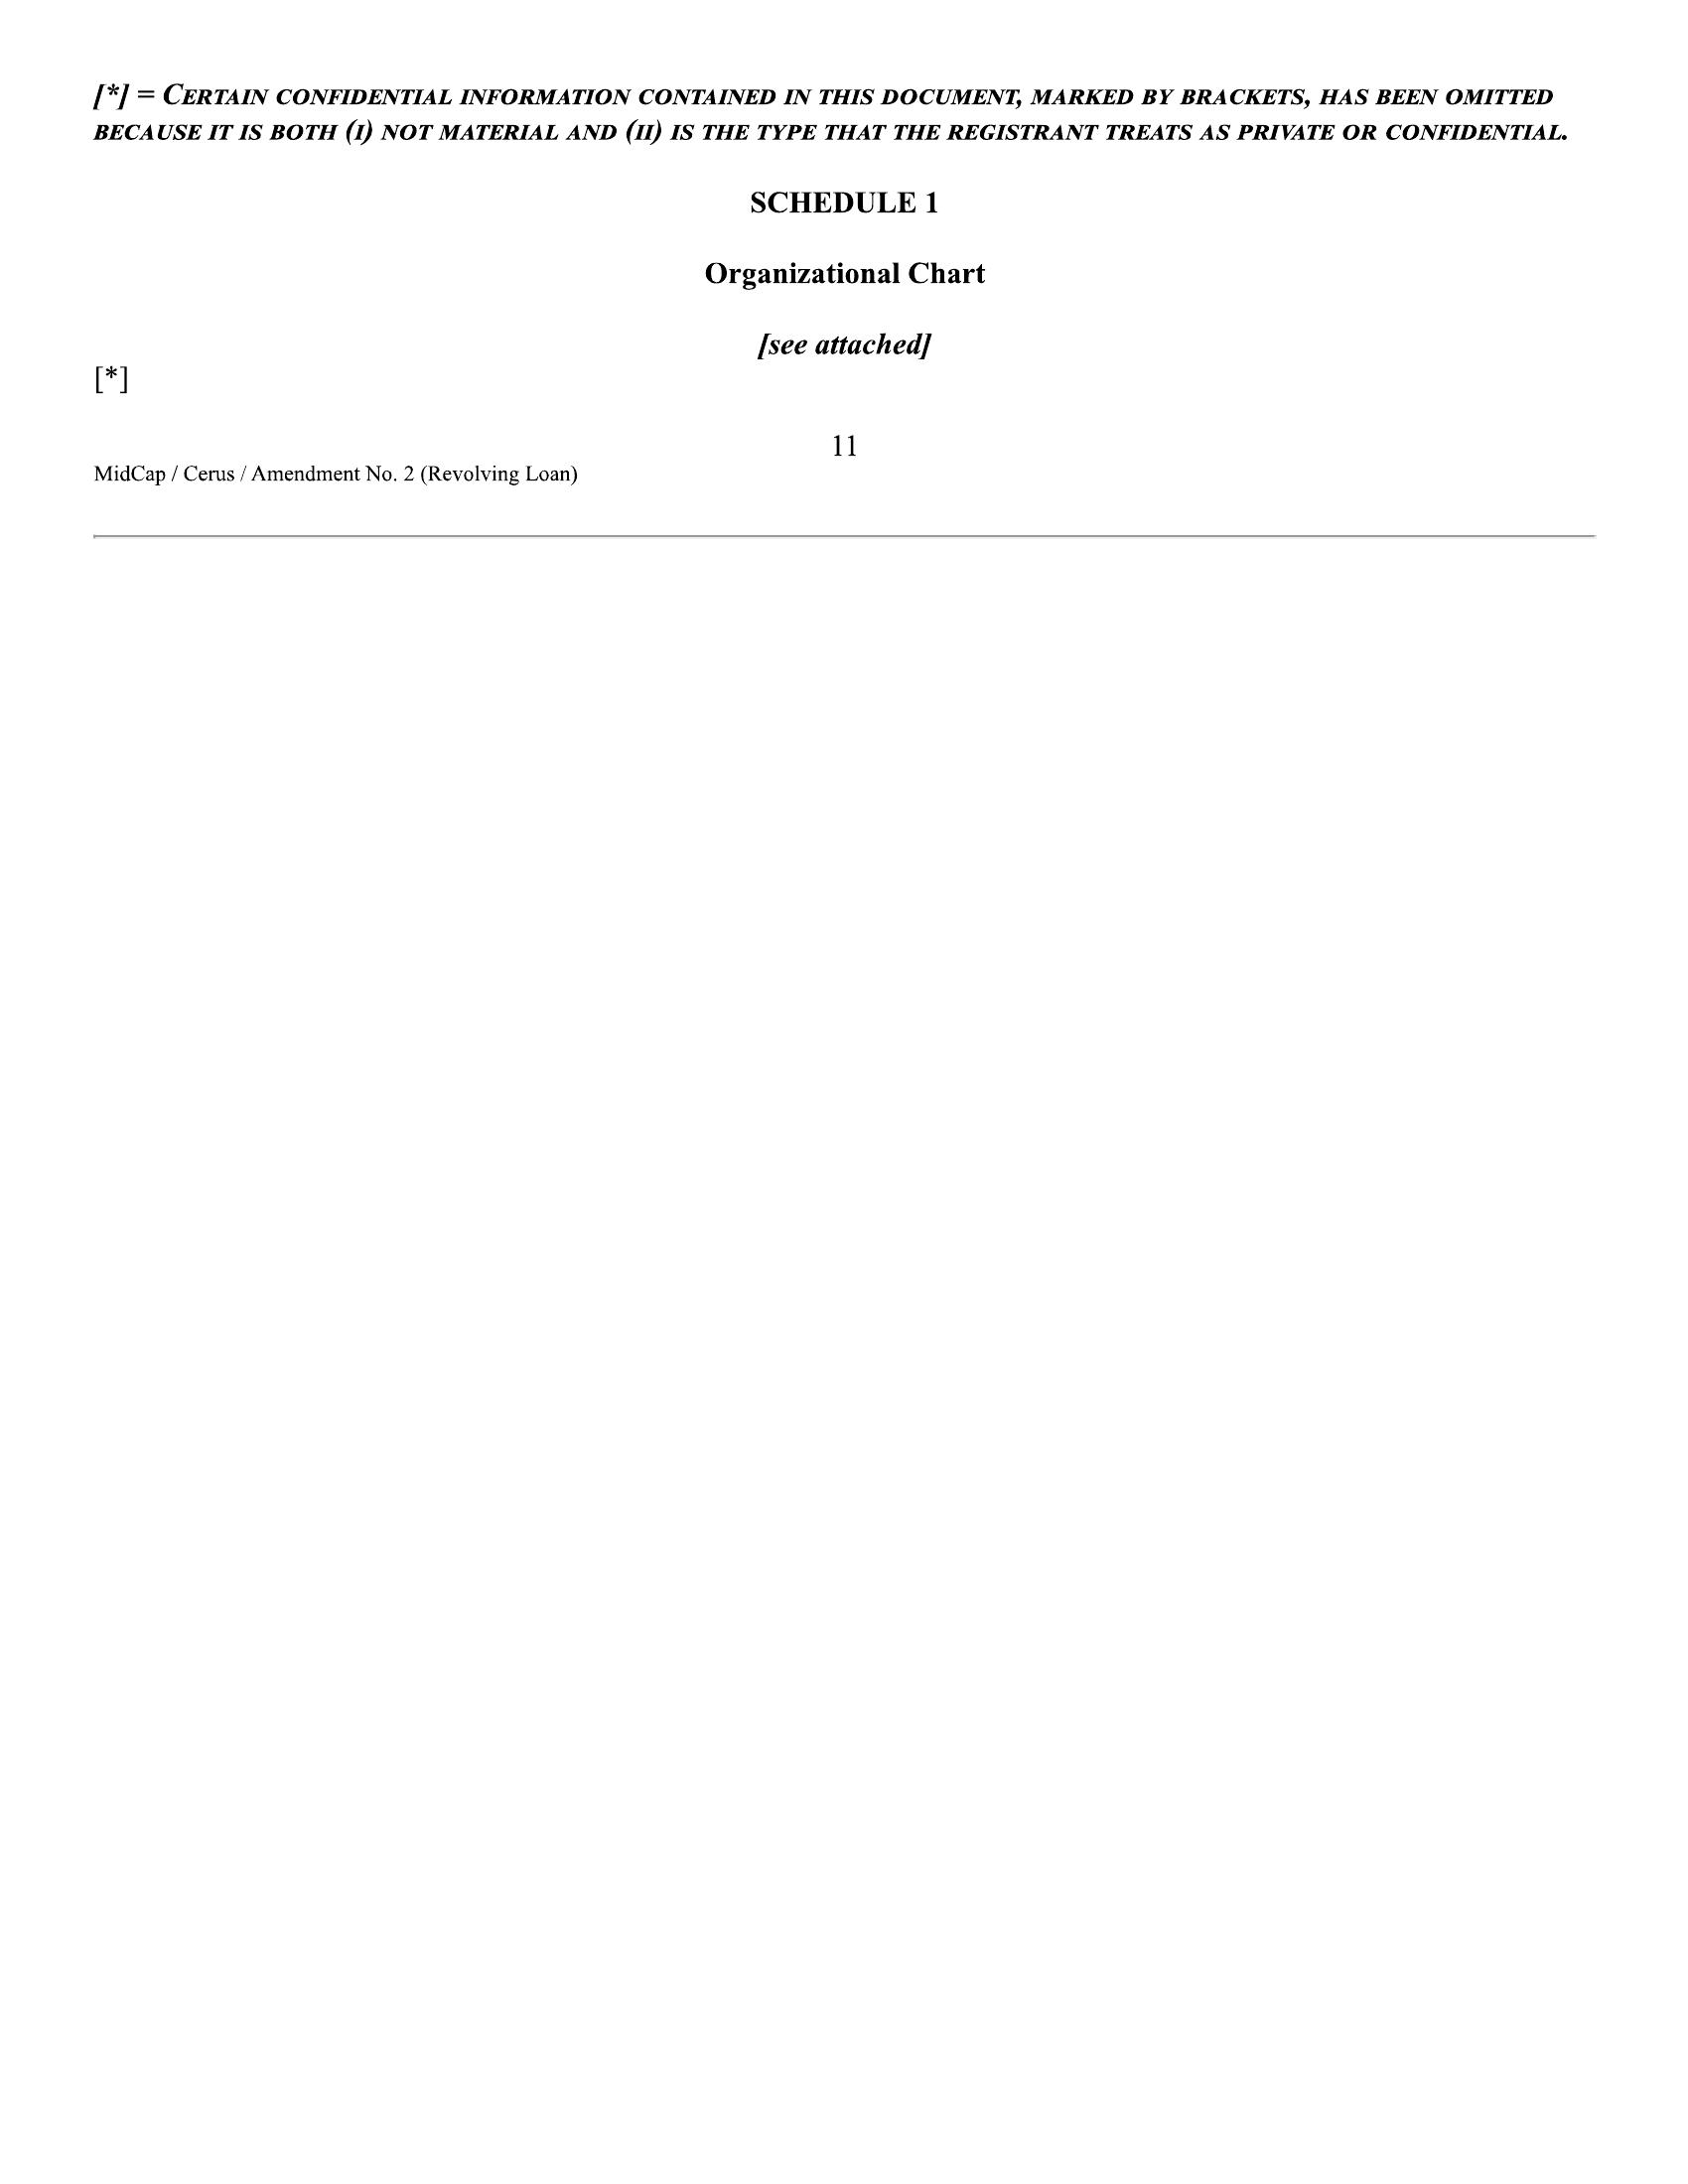 [*] = Certain confidential information contained in this document, marked by brackets, has been omitted
because it is both (i) not material and (ii) is the type that the registrant treats as private or confidential.
SCHEDULE 1
Organizational Chart
[see attached]
[*]
11
MidCap / Cerus / Amendment No. 2 (Revolving Loan)